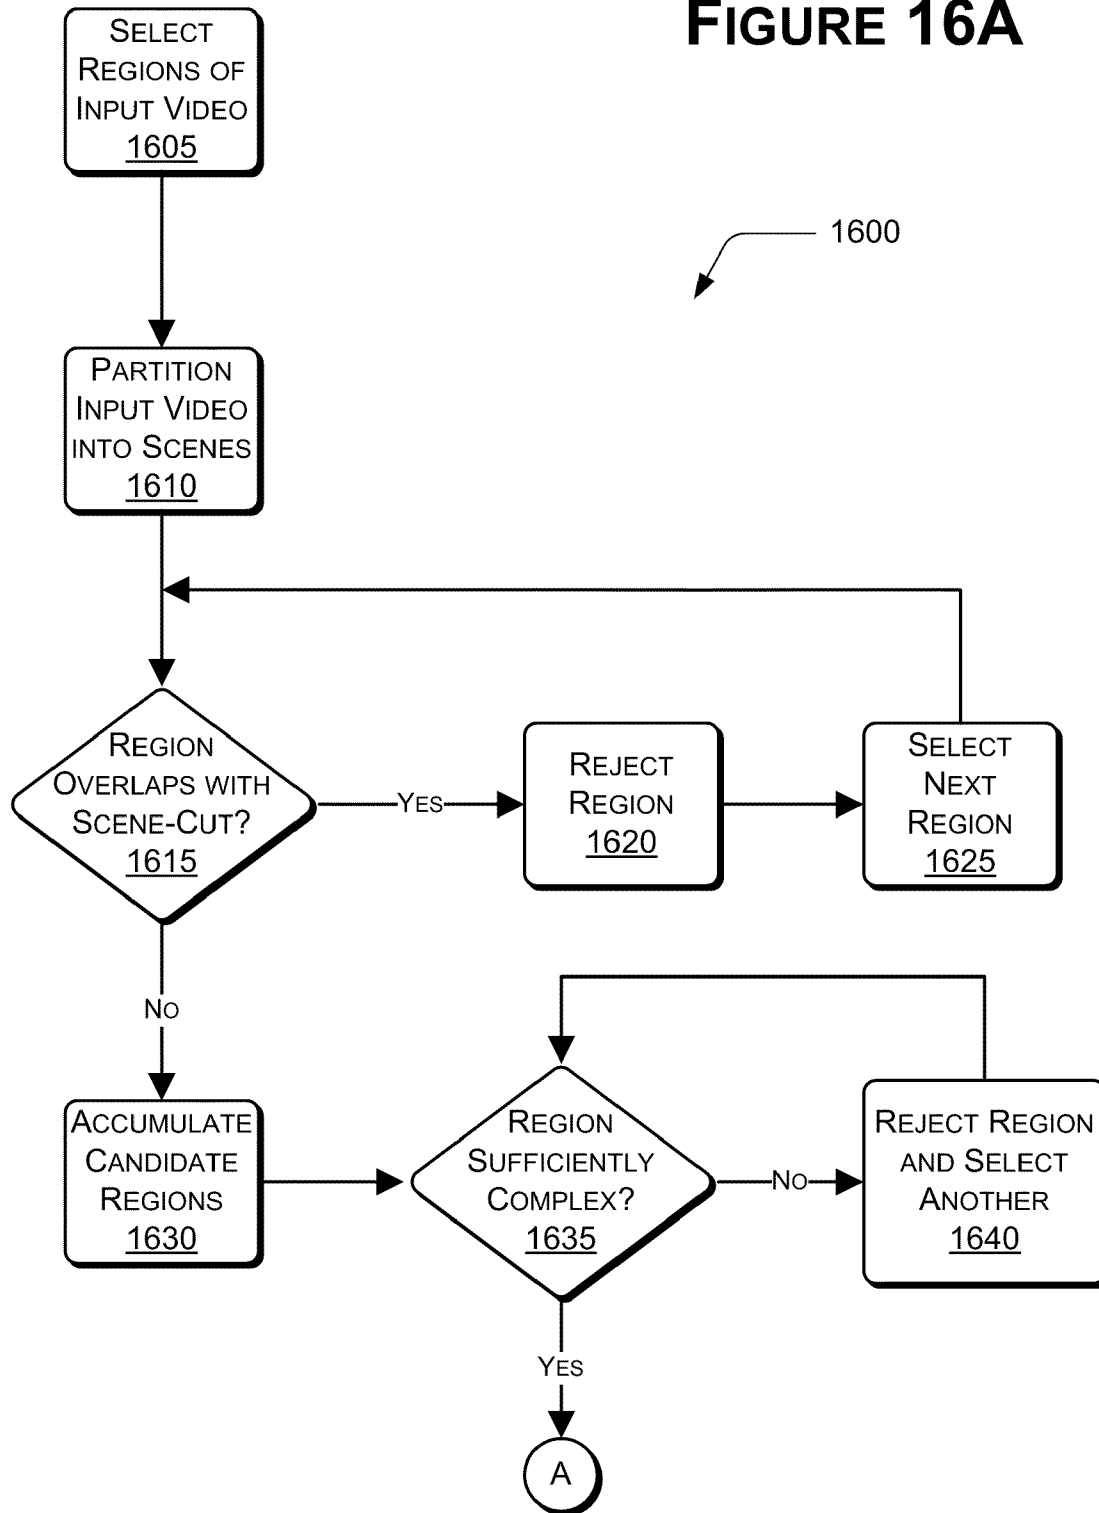 FIGURE 16A
SELECT
REGIONS OF
INPUT VIDEO
1605
1600
PARTITION
INPUT VIDEO
INTO SCENES
1610
REGION
OVERLAPS WITH
SCENE-CUT?
1615
YES
REJECT
REGION
1620
SELECT
NEXT
REGION
1625
NO
ACCUMULATE
CANDIDATE
REGIONS
1630
REGION
SUFFICIENTLY
COMPLEX?
1635
NO
REJECT REGION
AND SELECT
ANOTHER
1640
YES
A